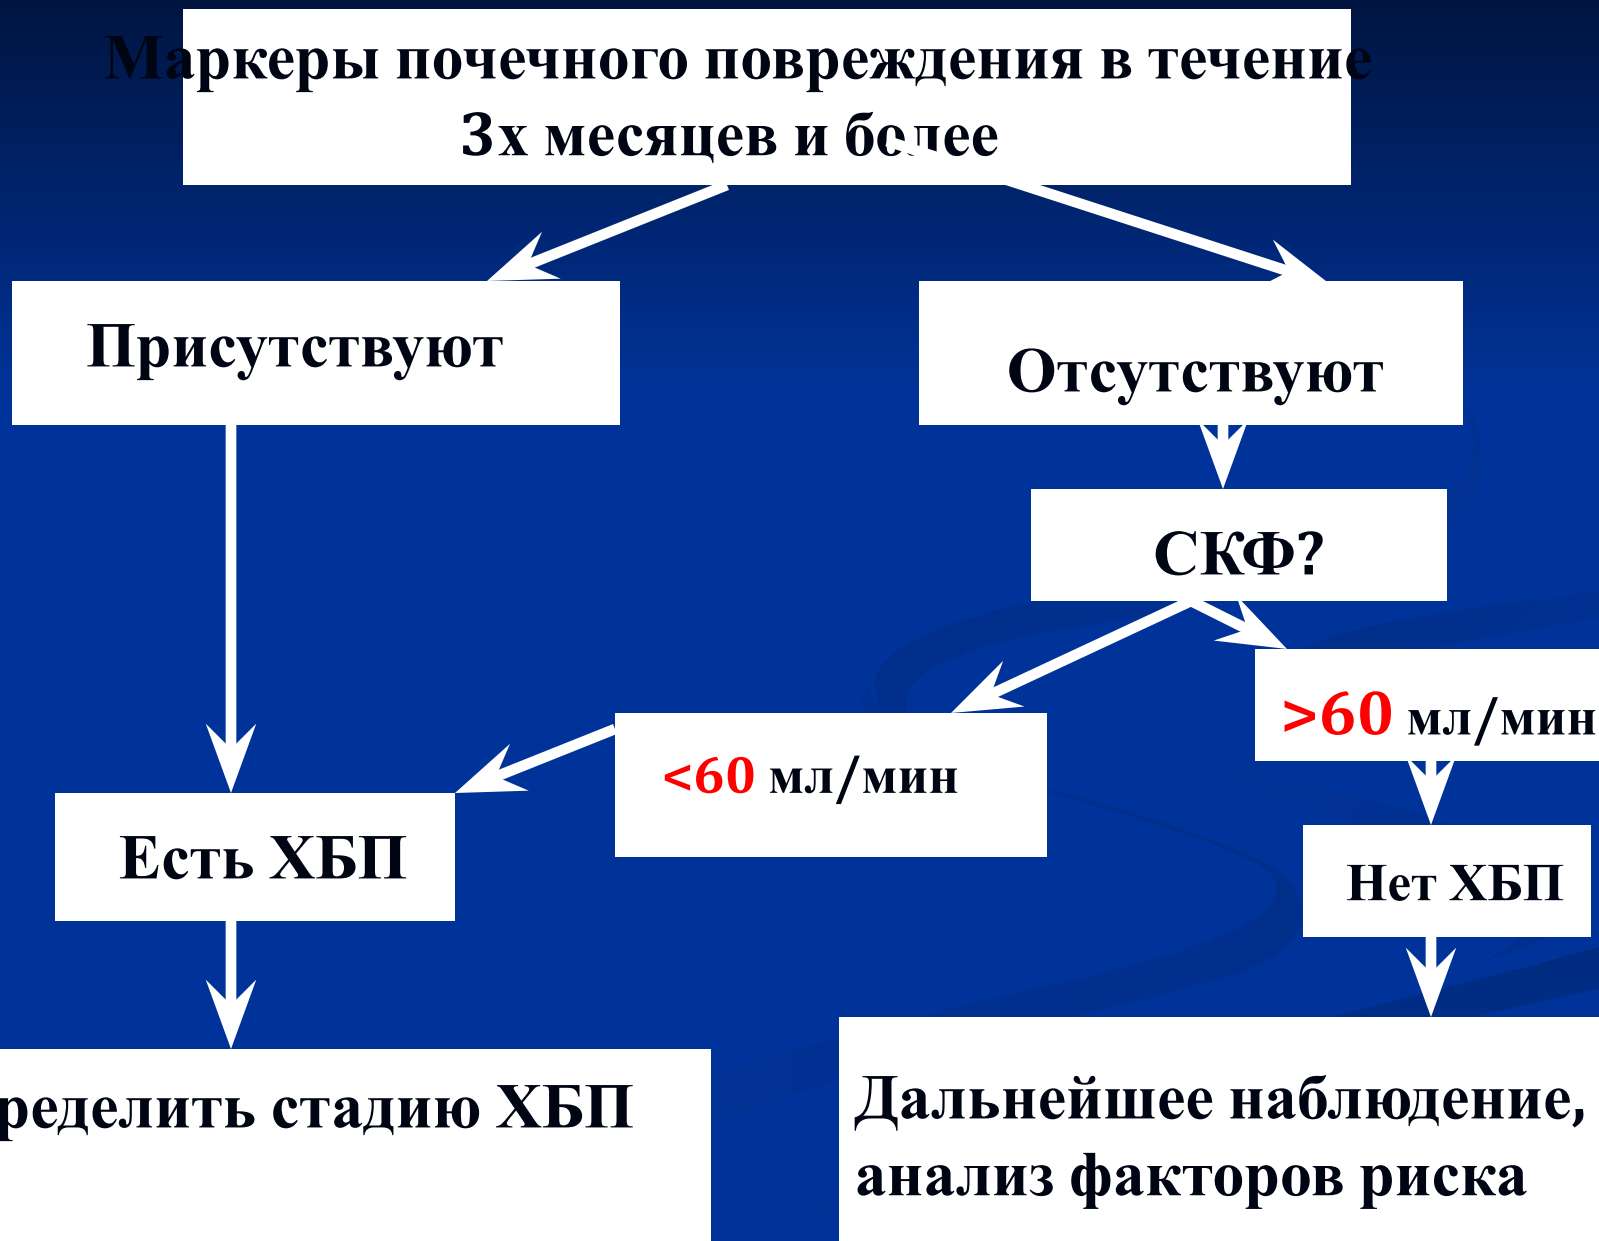 Маркеры почечного повреждения в течение
3х месяцев и более
Присутствуют
Отсутствуют
СКФ?
>60 мл/мин
<60 мл/мин
Есть ХБП
Нет ХБП
ределить стадию ХБП
Дальнейшее наблюдение,
анализ факторов риска